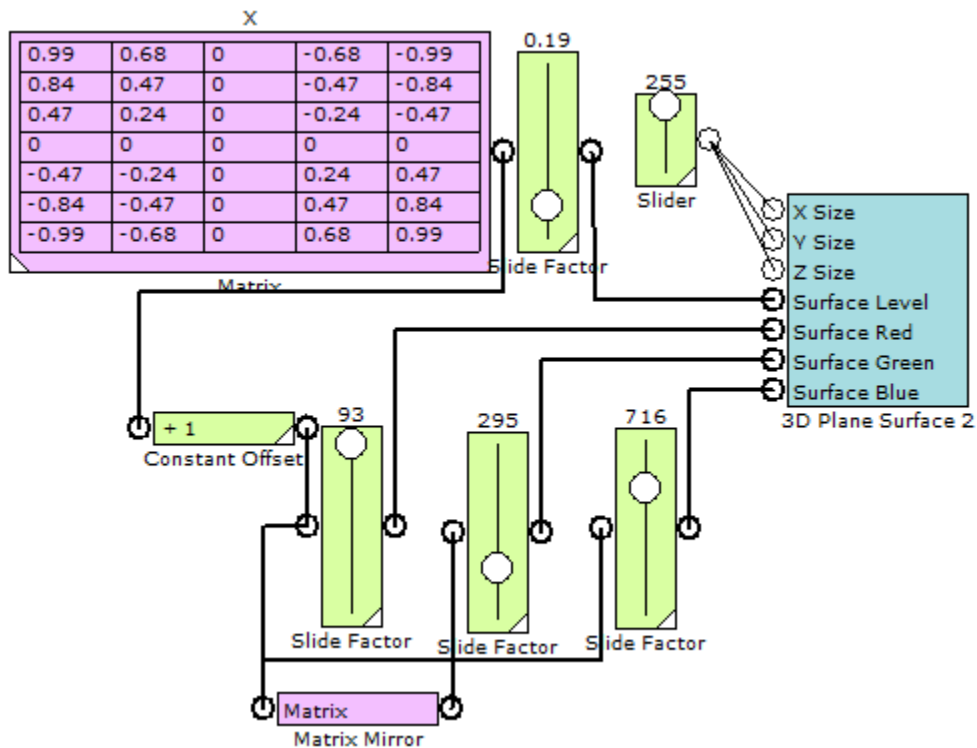 X
0.99 0.68 0 -0.68 -0.99
0.84 0.47 0 -0.47 -0.84
0.47 0.24 0 -0.24 -0.47
0 0 0 0 0
-0.47 -0.24 0 0.24 0.47
-0.84 -0.47 0 0.47 0.84
-0.99 -0.68 0 0.68 0.99
Matrix
0.19
Slide Factor
255
Slider
X Size
Y Size
Z Size
Surface Level
Surface Red
Surface Green
Surface Blue
3D Plane Surface 2
+ 1
Constant Offset
93
Slide Factor
295
Slide Factor
716
Slide Factor
Matrix
Matrix Mirror